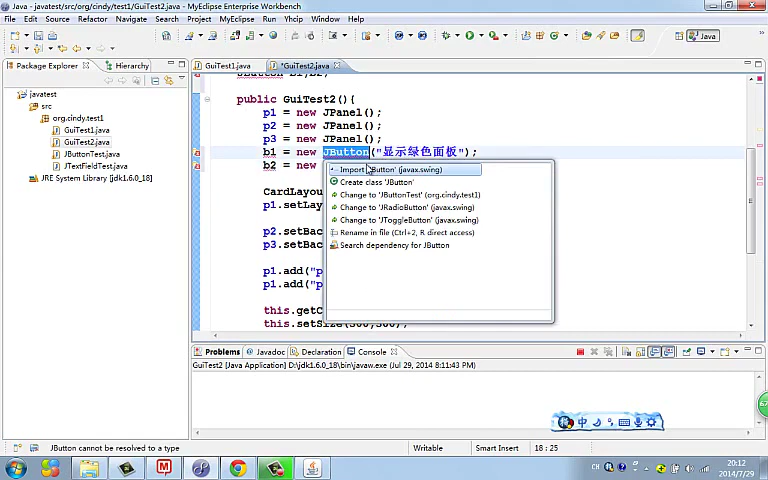 Java - javatest/src/org/cindy/test1/GuiTest2.java - MyEclipse Enterprise Workbench
File Edit Source Refactor Navigate Search Project MyEclipse Run Yhcip Window Help
Java
Package Explorer Hierarchy
GuiTest1.java *GuiTest2.java
javatest
src
org.cindy.test1
GuiTest1.java
GuiTest2.java
JButtonTest.java
JTextFieldTest.java
JRE System Library [jdk1.6.0_18]
JButton b1,b2;
public GuiTest2(){
p1 = new JPanel();
p2 = new JPanel();
p3 = new JPanel();
b1 = new JButton("显示绿色面板");
b2 = new
CardLayou
p1.setLay
p2.setBac
p3.setBac
p1.add("p
p1.add("p
this.getC
this.setSize(300,300);
Import 'JButton' (javax.swing)
Create class 'JButton'
Change to 'JButtonTest' (org.cindy.test1)
Change to 'JRadioButton' (javax.swing)
Change to 'JToggleButton' (javax.swing)
Rename in file (Ctrl+2, R direct access)
Search dependency for JButton
Problems Javadoc Declaration Console
GuiTest2 [Java Application] D:\jdk1.6.0_18\bin\javaw.exe (Jul 29, 2014 8:11:43 PM)
中
JButton cannot be resolved to a type
Writable
Smart Insert
18 : 25
CH
20:12
2014/7/29